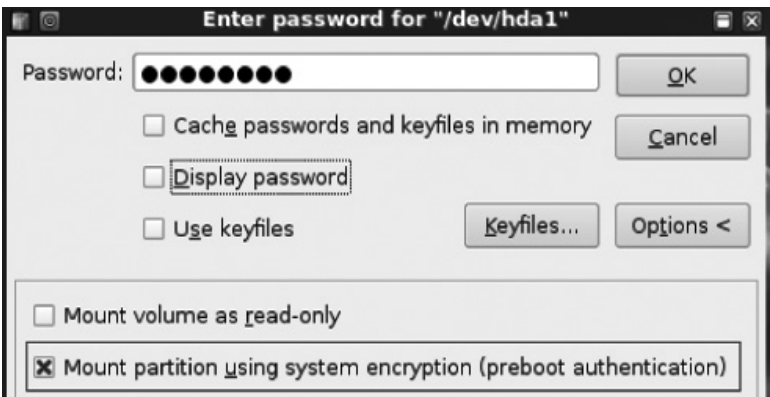 Enter password for "/dev/hda1"
Password: ●●●●●●●● OK
Cache passwords and keyfiles in memory
Cancel
Display password
Use keyfiles Keyfiles... Options <
Mount volume as read-only
Mount partition using system encryption (preboot authentication)